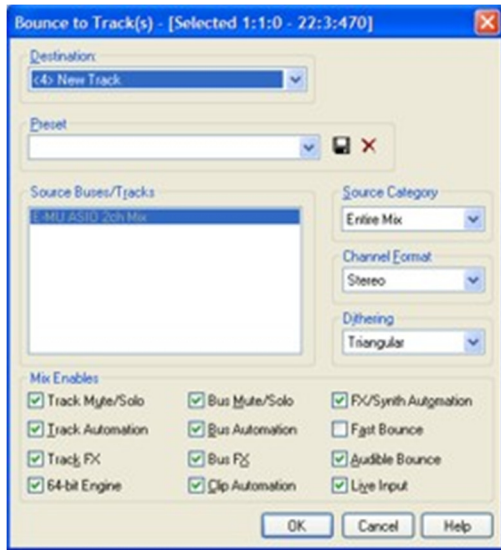 Bounce to Track(s) - [Selected 1:1:0 - 22:3:470]
Destination:
<4> New Track
Preset
Source Buses/Tracks
E-MU ASIO 2ch Mix
Source Category
Entire Mix
Channel Format
Stereo
Dithering
Triangular
Mix Enables
Track Mute/Solo
Bus Mute/Solo
FX/Synth Automation
Track Automation
Bus Automation
Fast Bounce
Track FX
Bus FX
Audible Bounce
64-bit Engine
Clip Automation
Live Input
OK
Cancel
Help